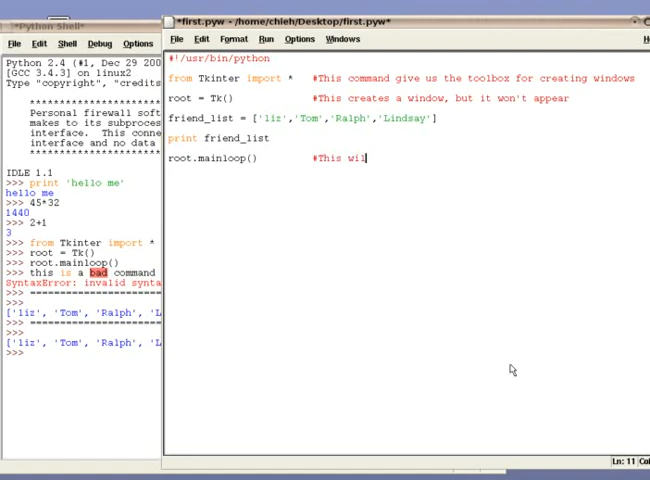 *Python Shell*
File Edit Shell Debug Options
Python 2.4 (#1, Dec 29 200
[GCC 3.4.3] on linux2
Type "copyright", "credits
****************************
Personal firewall soft
makes to its subproces
interface. This conne
interface and no data
****************************
IDLE 1.1
>>> print 'hello me'
hello me
>>> 45*32
1440
>>> 2+1
3
>>> from Tkinter import *
>>> root = Tk()
>>> root.mainloop()
>>> this is a bad command
SyntaxError: invalid synta
>>> ======================
>>>
['liz', 'Tom', 'Ralph', 'L
>>> ======================
>>>
['liz', 'Tom', 'Ralph', 'L
>>>
*first.pyw - /home/chieh/Desktop/first.pyw*
File Edit Format Run Options Windows
#!/usr/bin/python
from Tkinter import * #This command give us the toolbox for creating windows
root = Tk() #This creates a window, but it won't appear
friend_list = ['liz','Tom','Ralph','Lindsay']
print friend_list
root.mainloop() #This wil
Ln: 11